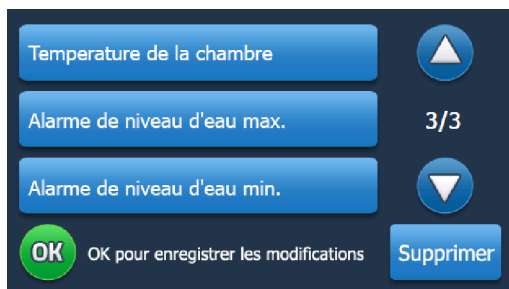 Temperature de la chambre
Alarme de niveau d'eau max.
3/3
Alarme de niveau d'eau min.
OK
OK pour enregistrer les modifications
Supprimer